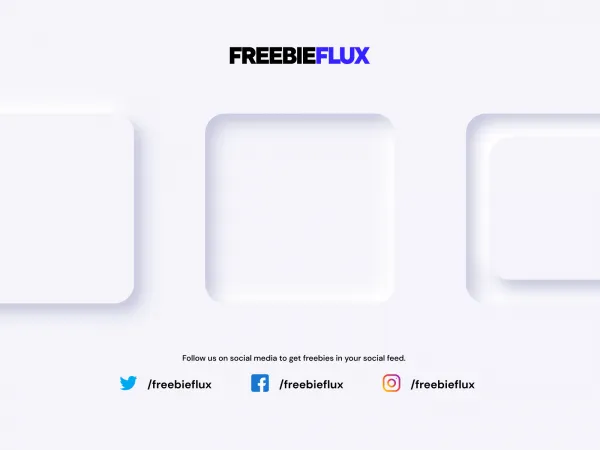 FREEBIEFLUX
Follow us on social media to get freebies in your social feed.
/freebieflux
/freebieflux
/freebieflux